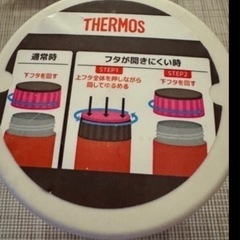 THERMOS
通常時
下フタを回す
フタが開きにくい時
STEP1
上フタ全体を押しながら
回してゆるめる
STEP2
下フタを回す